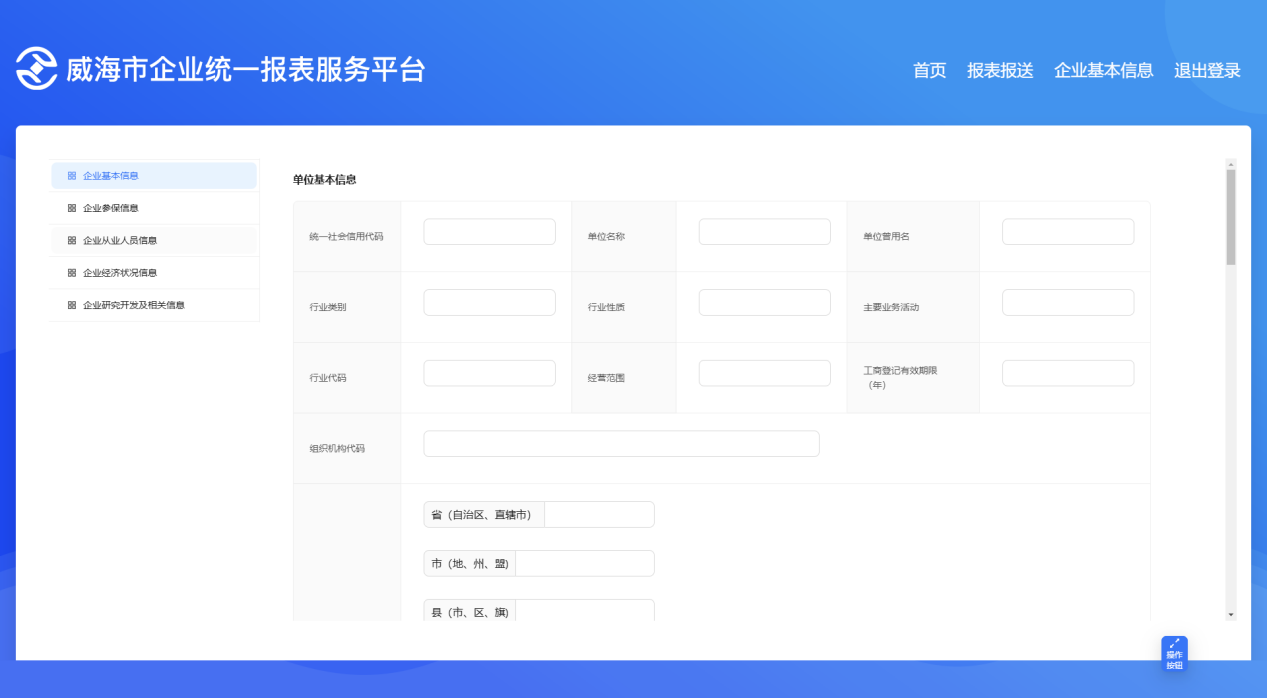 威海市企业统一报表服务平台
首页 报表报送 企业基本信息 退出登录
企业基本信息
企业参保信息
企业从业人员信息
企业经济状况信息
企业研究开发及相关信息
单位基本信息
统一社会信用代码 单位名称 单位曾用名
行业类别 行业性质 主要业务活动
行业代码 经营范围 工商登记有效期限
（年）
组织机构代码
省（自治区、直辖市）
市（地、州、盟)
县（市、区、旗)
操作
按钮